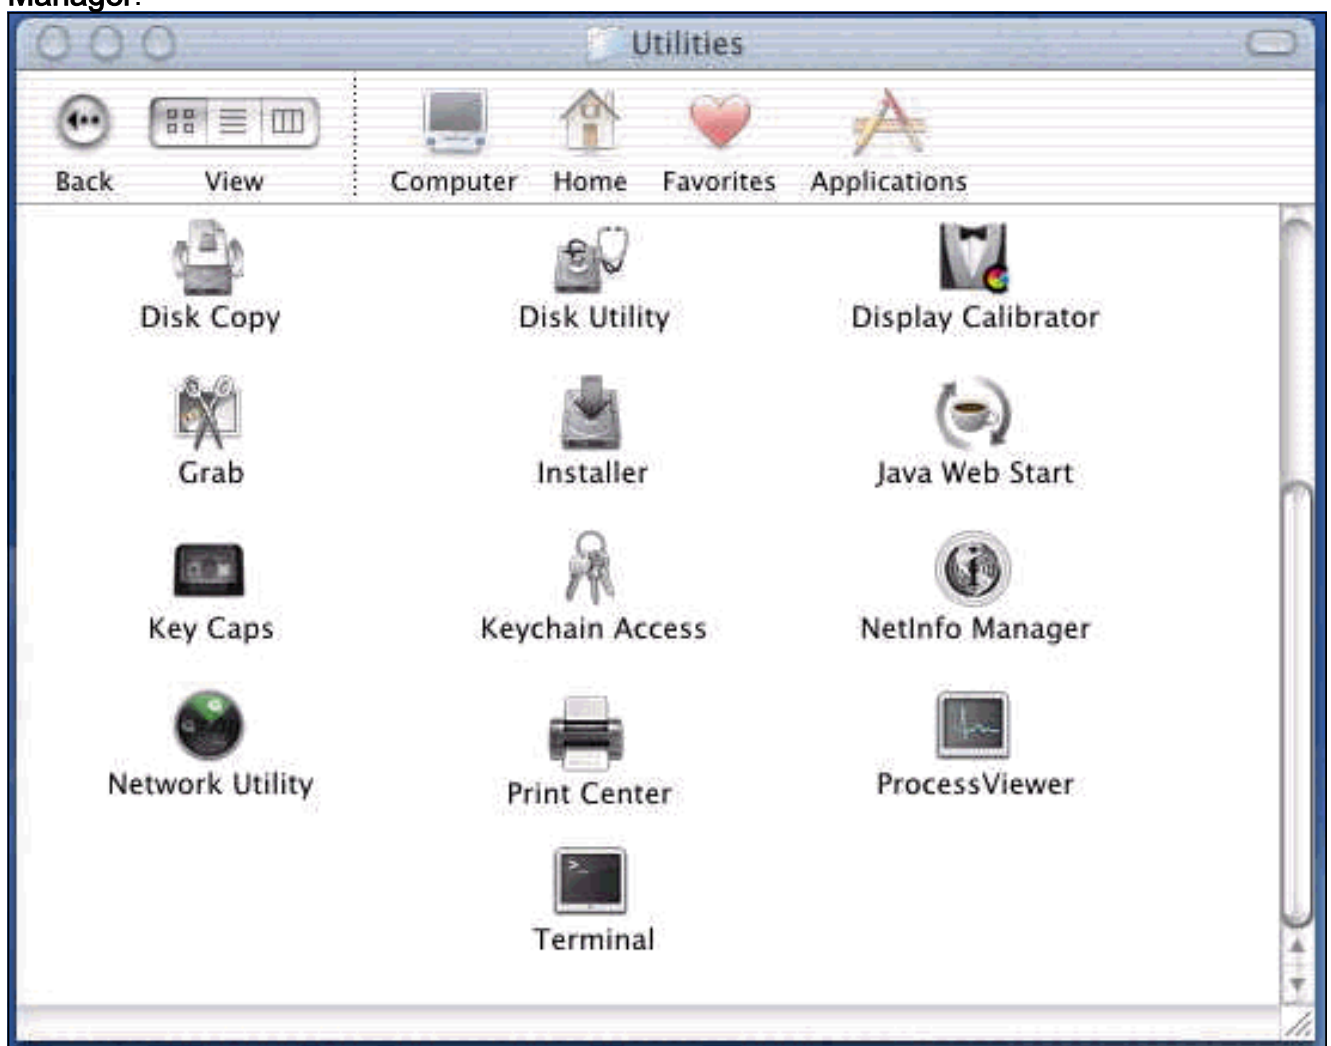 Manager.
Utilities
Back View Computer Home Favorites Applications
Disk Copy Disk Utility Display Calibrator
Grab Installer Java Web Start
Key Caps Keychain Access NetInfo Manager
Network Utility Print Center ProcessViewer
Terminal